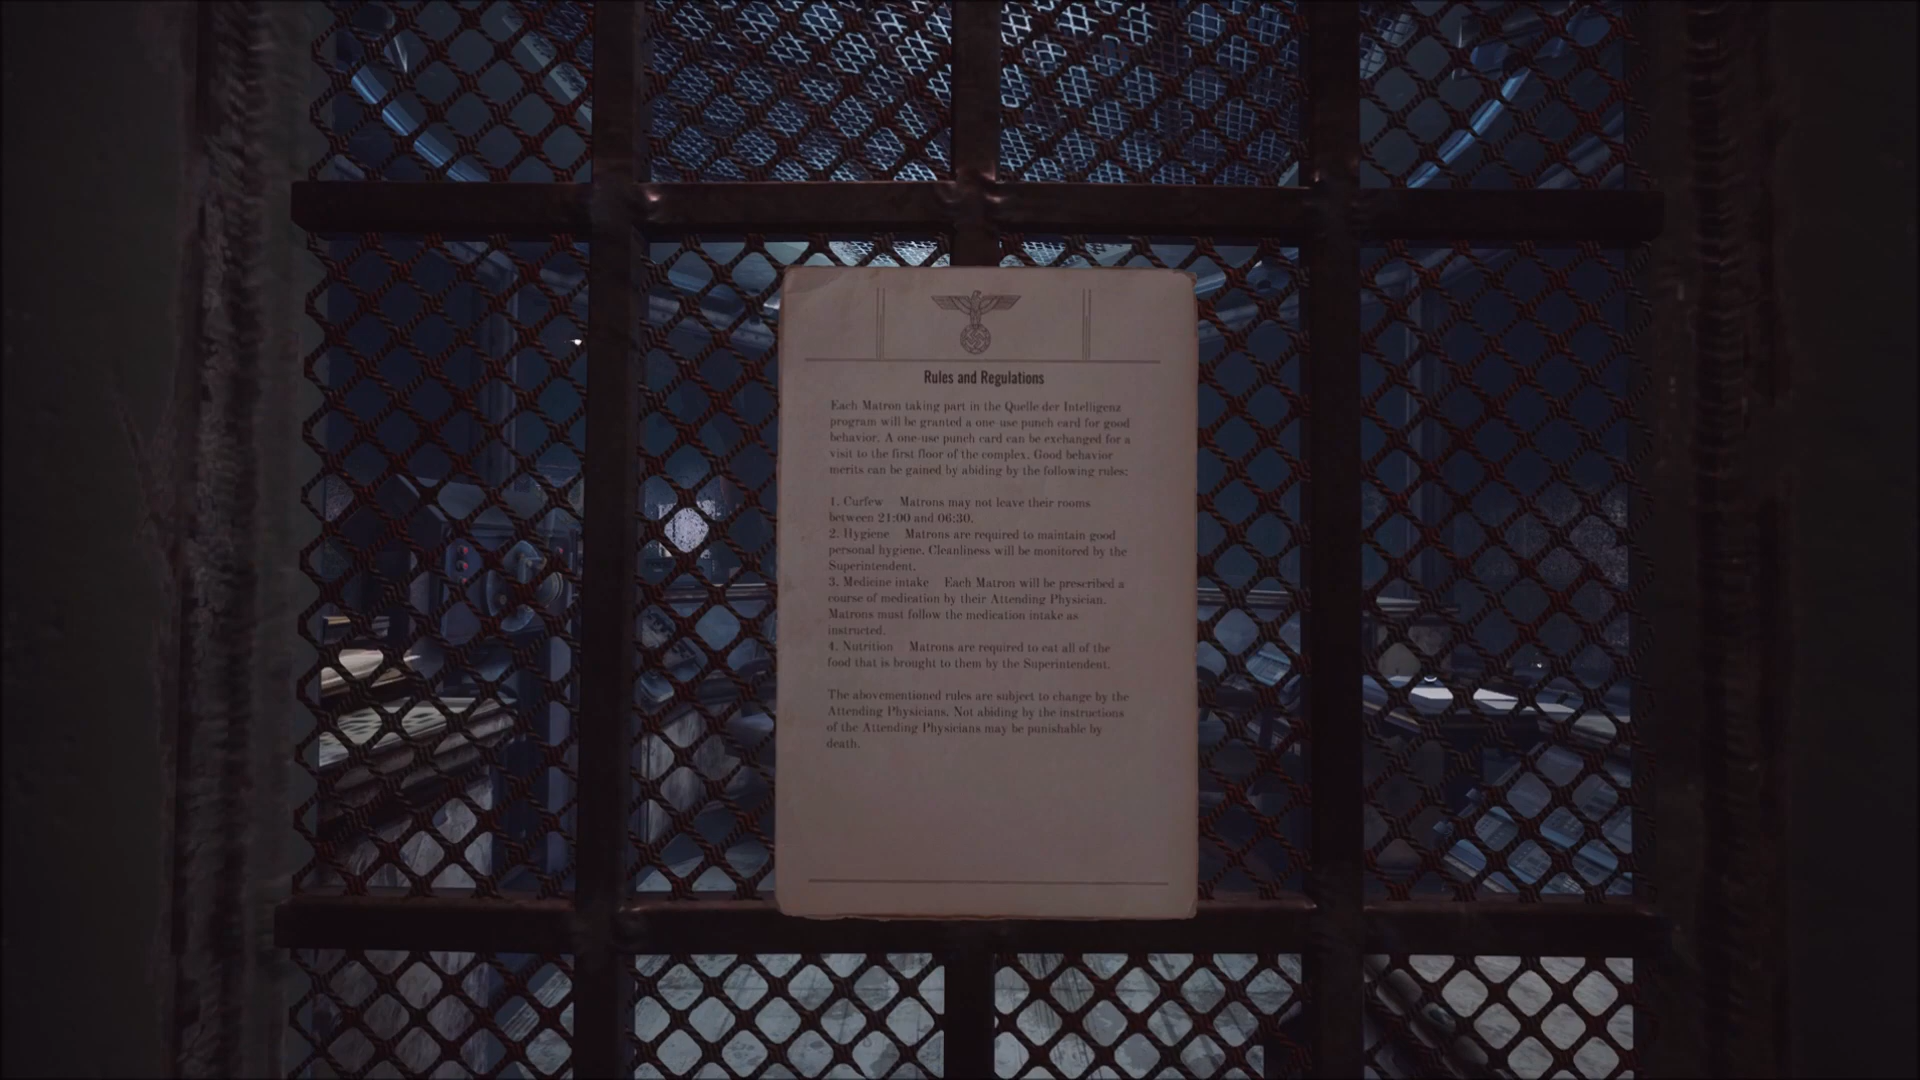 Rules and Regulations
Each Matron taking part in the Quelle der Intelligenz
program will be granted a one-use punch card for good
behavior. A one-use punch card can be exchanged for a
visit to the first floor of the complex. Good behavior
merits can be gained by abiding by the following rules:
1. Curfew Matrons may not leave their rooms
between 21:00 and 06:30.
2. Hygiene Matrons are required to maintain good
personal hygiene. Cleanliness will be monitored by the
Superintendent.
3. Medicine intake Each Matron will be prescribed a
course of medication by their Attending Physician.
Matrons must follow the medication intake as
instructed.
4. Nutrition Matrons are required to eat all of the
food that is brought to them by the Superintendent.
The abovementioned rules are subject to change by the
Attending Physicians. Not abiding by the instructions
of the Attending Physicians may be punishable by
death.